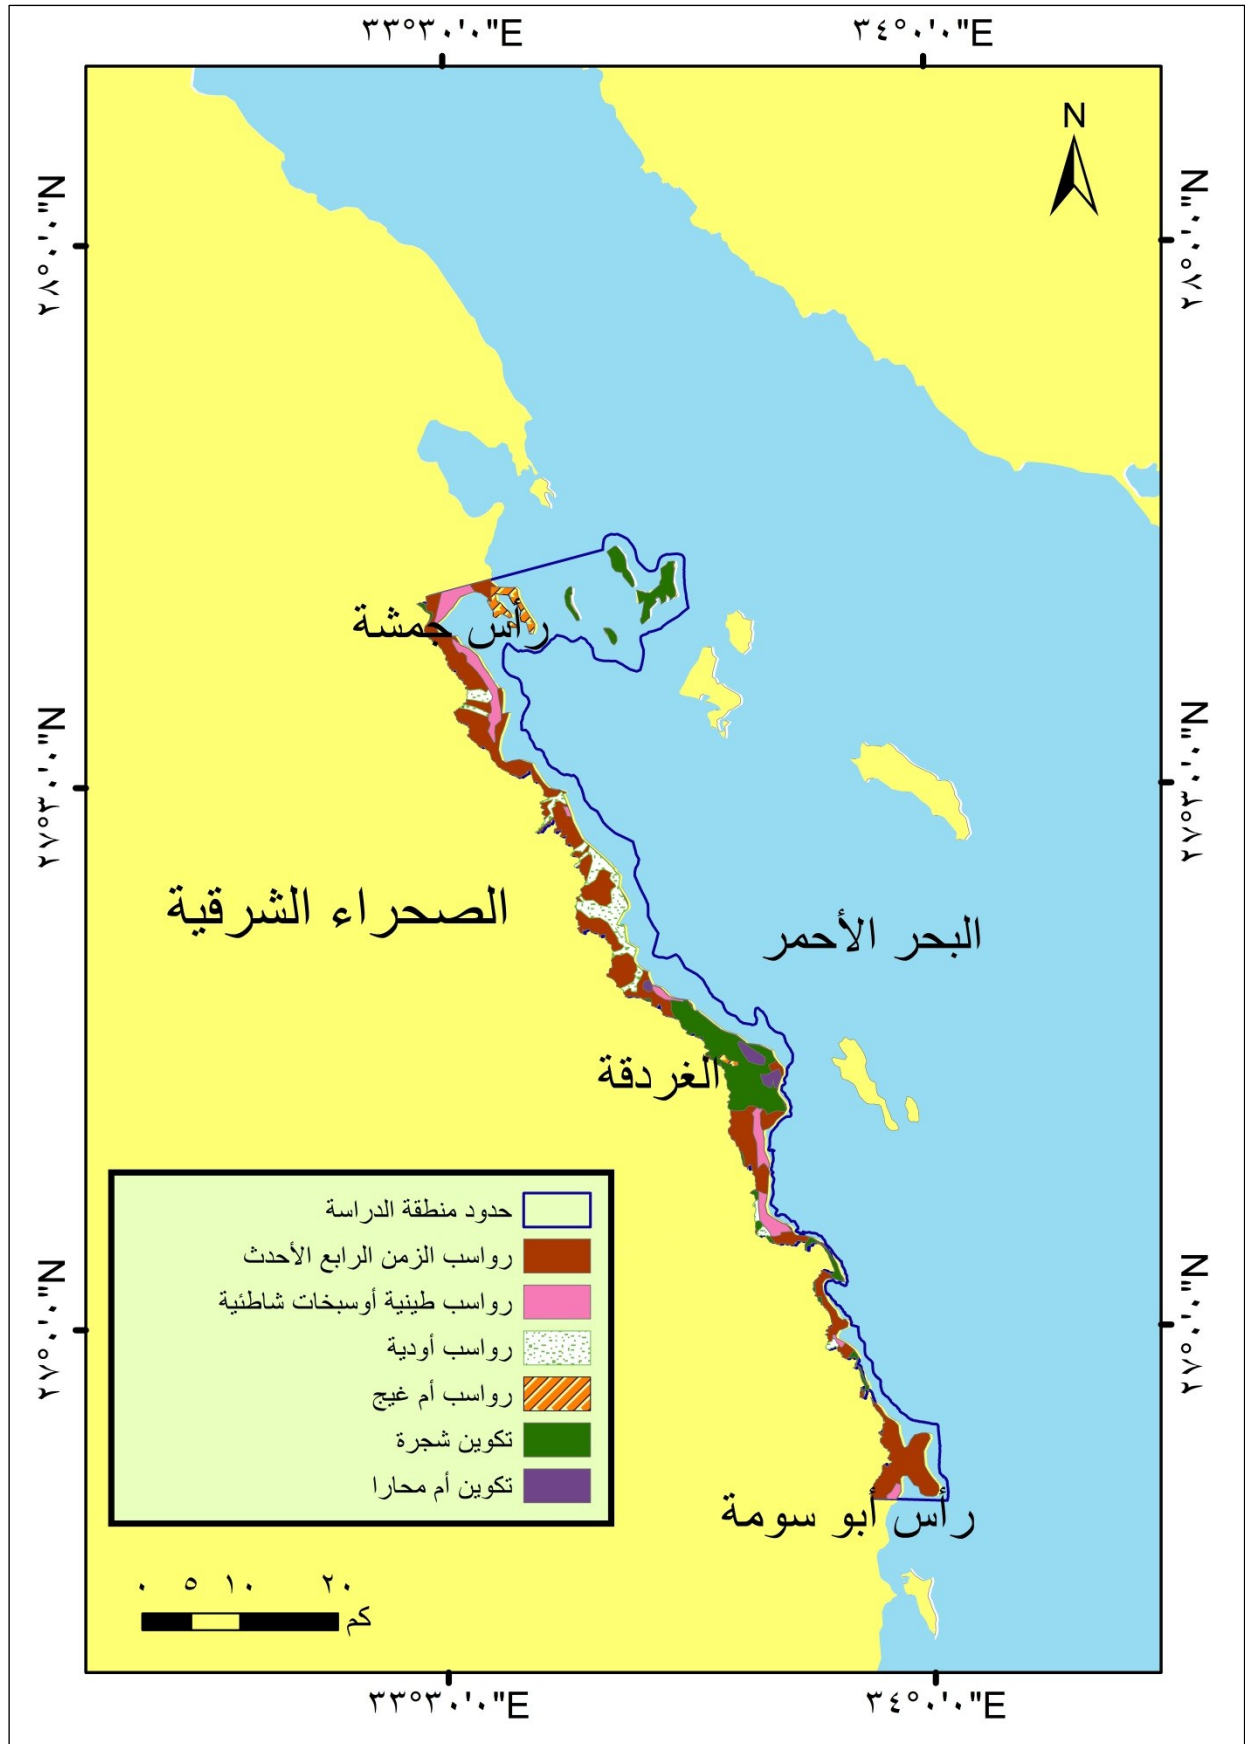 ٣٣°٣٠'٠"E
٣٤°٠'٠"E
N
٢٨°٠'٠"N
٢٨°٠'٠"N
رأس جمشة
٢٧°٣٠'٠"N
٢٧°٣٠'٠"N
الصحراء الشرقية
البحر الأحمر
الغردقة
حدود منطقة الدراسة
رواسب الزمن الرابع الأحدث
رواسب طينية أوسبخات شاطئية
رواسب أودية
رواسب أم غيج
تكوين شجرة
تكوين أم محارا
٢٧°٠'٠"N
٢٧°٠'٠"N
رأس أبو سومة
٠ ٥ ١٠ ٢٠
كم
٣٣°٣٠'٠"E
٣٤°٠'٠"E